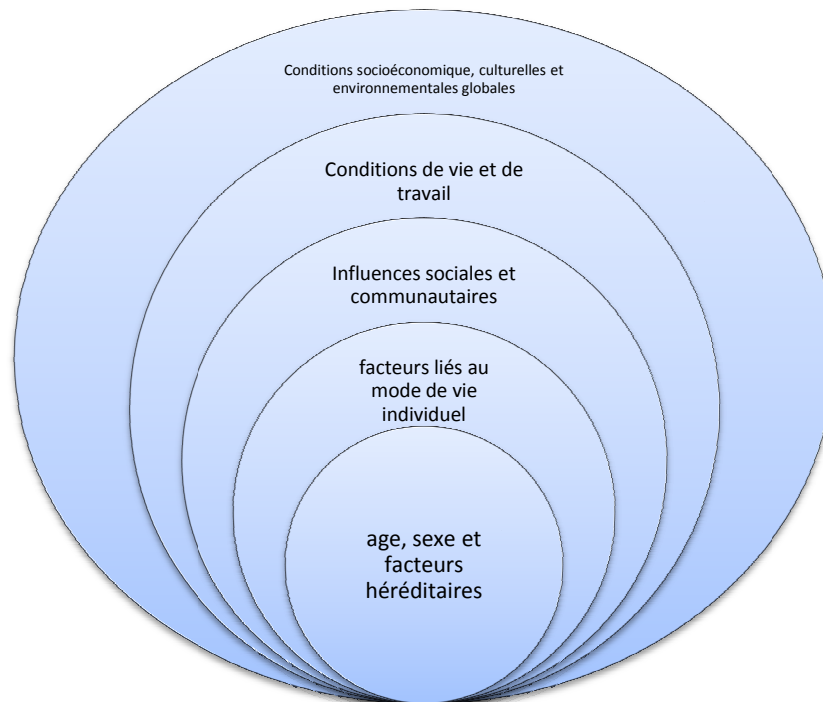 Conditions socioéconomique, culturelles et
environnementales globales
Conditions de vie et de
travail
Influences sociales et
communautaires
facteurs liés au
mode de vie
individuel
age, sexe et
facteurs
héréditaires